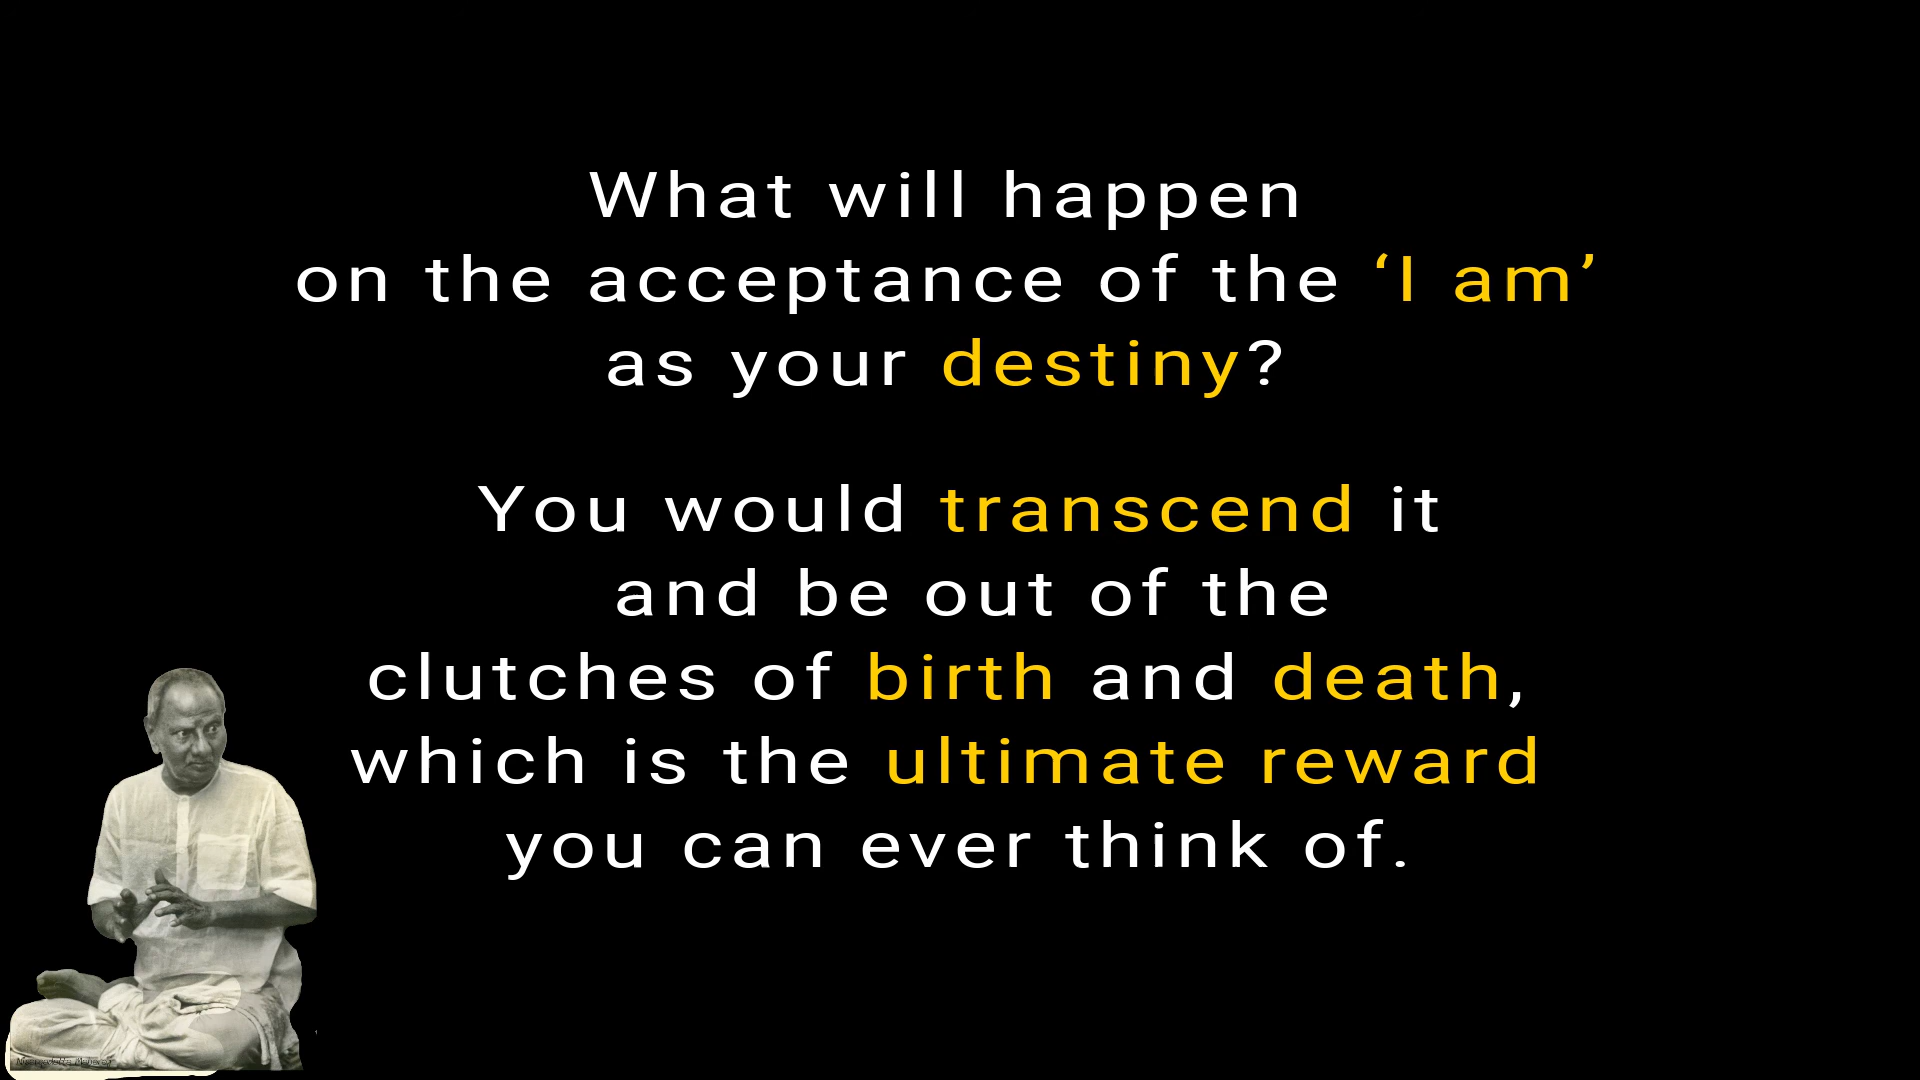 What will happen
on the acceptance of the ‘I am’
as your destiny?
You would transcend it
and be out of the
clutches of birth and death,
which is the ultimate reward
you can ever think of.